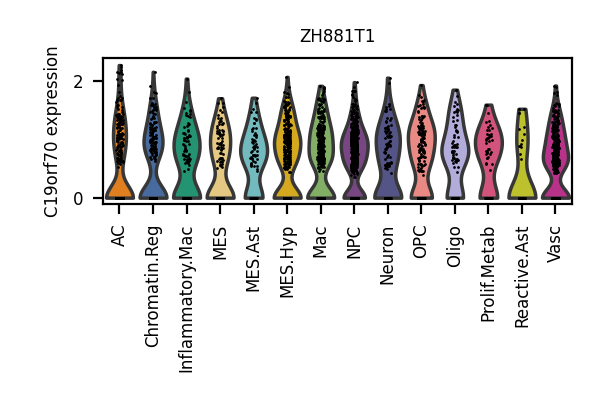 ZH881T1
C19orf70 expression
2
0
AC
Chromatin.Reg
Inflammatory.Mac
MES
MES.Ast
MES.Hyp
Mac
NPC
Neuron
OPC
Oligo
Prolif.Metab
Reactive.Ast
Vasc